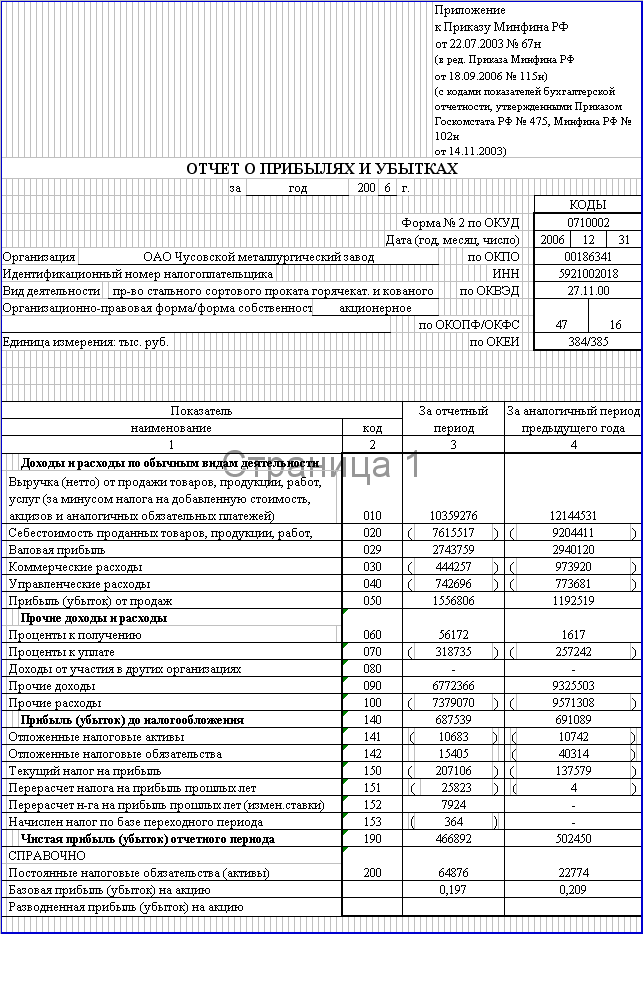 Приложение
к Приказу Минфина РФ
от 22.07.2003 № 67н
(в ред. Приказа Минфина РФ
от 18.09.2006 № 115н)
(с кодами показателей бухгалтерской
отчетности, утвержденными Приказом
Госкомстата РФ № 475, Минфина РФ №
102н
от 14.11.2003)
ОТЧЕТ О ПРИБЫЛЯХ И УБЫТКАХ
за год 200 6 г.
КОДЫ
Форма № 2 по ОКУД 0710002
Дата (год, месяц, число) 2006 12 31
Организация ОАО Чусовской металлургический завод по ОКПО 00186341
Идентификационный номер налогоплательщика ИНН 5921002018
Вид деятельности пр-во стального сортового проката горячекат. и кованого по ОКВЭД 27.11.00
Организационно-правовая форма/форма собственност акционерное
по ОКОПФ/ОКФС 47 16
Единица измерения: тыс. руб. по ОКЕИ 384/385
Показатель За отчетный За аналогичный период
наименование код период предыдущего года
1 2 3 4
Страница 1
Доходы и расходы по обычным видам деятельности
Выручка (нетто) от продажи товаров, продукции, работ,
услуг (за минусом налога на добавленную стоимость,
акцизов и аналогичных обязательных платежей) 010 10359276 12144531
Себестоимость проданных товаров, продукции, работ, 020 ( 7615517 ) ( 9204411 )
Валовая прибыль 029 2743759 2940120
Коммерческие расходы 030 ( 444257 ) ( 973920 )
Управленческие расходы 040 ( 742696 ) ( 773681 )
Прибыль (убыток) от продаж 050 1556806 1192519
Прочие доходы и расходы
Проценты к получению 060 56172 1617
Проценты к уплате 070 ( 318735 ) ( 257242 )
Доходы от участия в других организациях 080 - -
Прочие доходы 090 6772366 9325503
Прочие расходы 100 ( 7379070 ) ( 9571308 )
Прибыль (убыток) до налогообложения 140 687539 691089
Отложенные налоговые активы 141 ( 10683 ) ( 10742 )
Отложенные налоговые обязательства 142 15405 ( 40314 )
Текущий налог на прибыль 150 ( 207106 ) ( 137579 )
Перерасчет налога на прибыль прошлых лет 151 ( 25823 ) ( 4 )
Перерасчет н-га на прибыль прошлых лет (измен.ставки) 152 7924 -
Начислен налог по базе переходного периода 153 ( 364 ) -
Чистая прибыль (убыток) отчетного периода 190 466892 502450
СПРАВОЧНО
Постоянные налоговые обязательства (активы) 200 64876 22774
Базовая прибыль (убыток) на акцию 0,197 0,209
Разводненная прибыль (убыток) на акцию